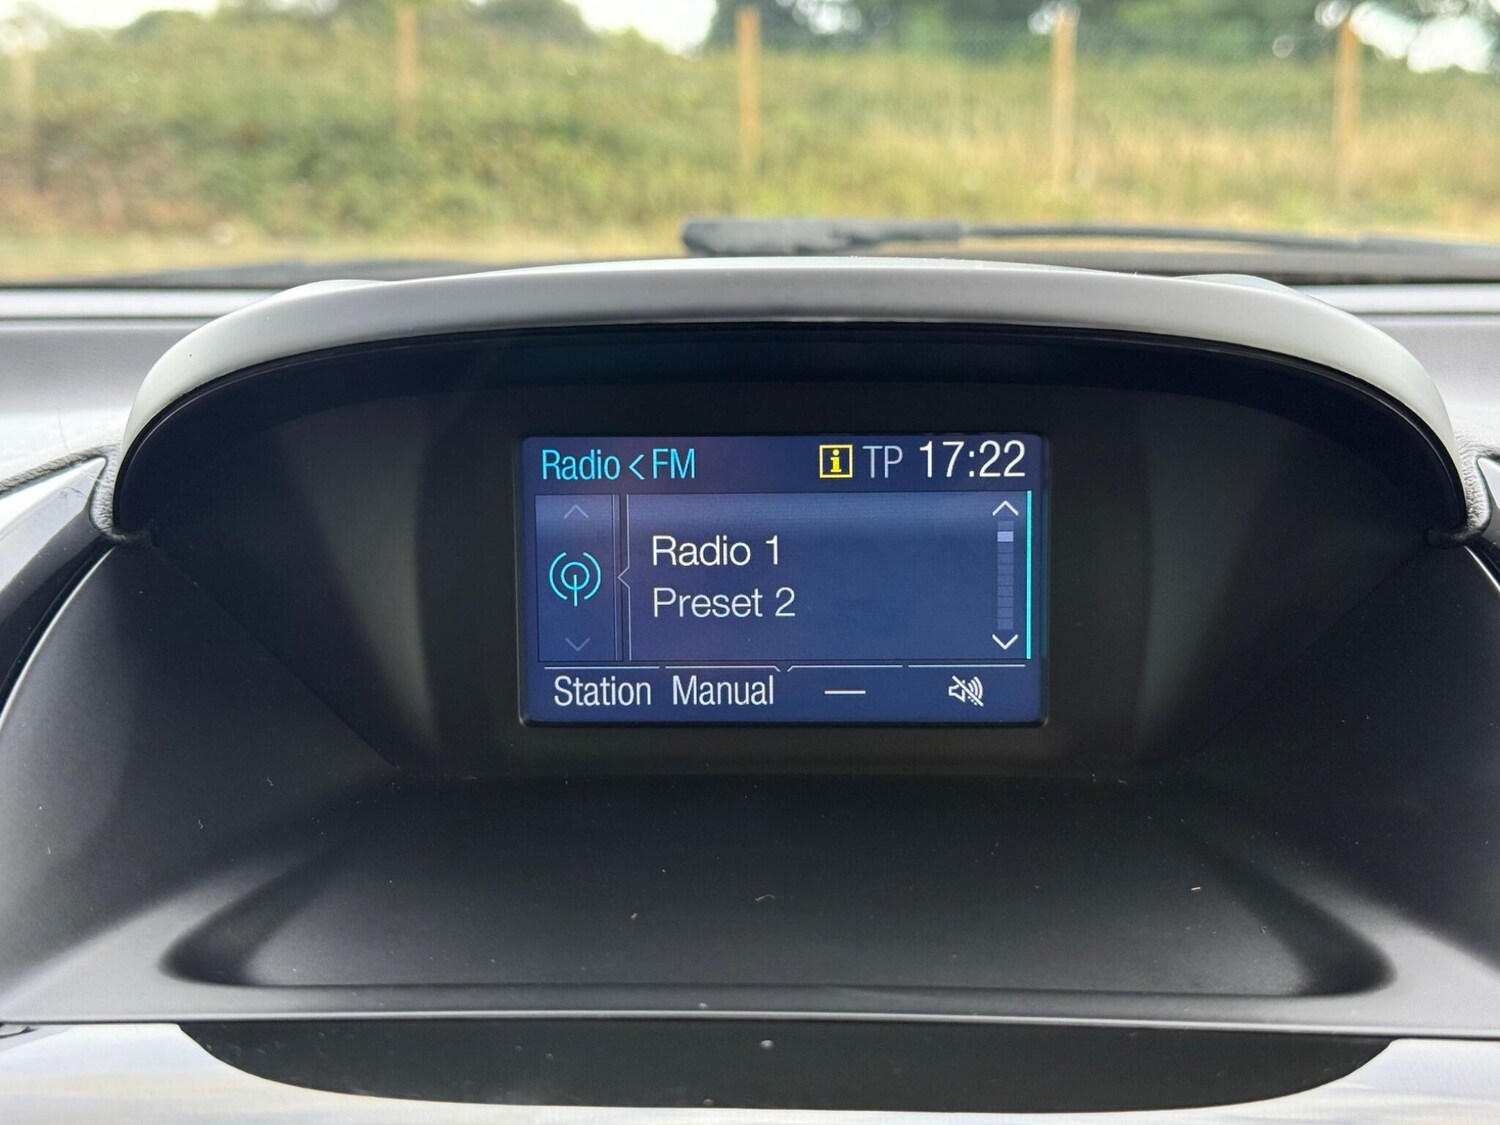 Radio < FM i TP 17:22
Radio 1
Preset 2
Station Manual —